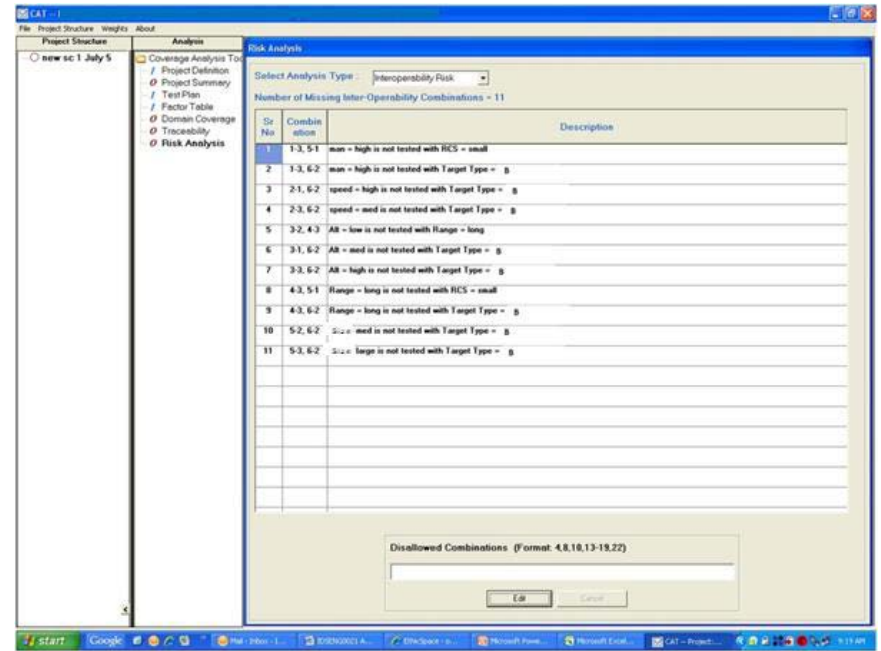 CAT -- I
File Project Structure Weights About
Project Structure
Analysis
new sc 1 July 5
Coverage Analysis Too
I Project Definition
O Project Summary
I Test Plan
I Factor Table
O Domain Coverage
O Traceability
O Risk Analysis
Risk Analysis
Select Analysis Type : Interoperability Risk
Number of Missing Inter-Operability Combinations = 11
Sr No Combin ation Description
1 1-3, 5-1 man = high is not tested with RCS = small
2 1-3, 6-2 man = high is not tested with Target Type = B
3 2-1, 6-2 speed = high is not tested with Target Type = B
4 2-3, 6-2 speed = med is not tested with Target Type = B
5 3-2, 4-3 Alt = low is not tested with Range = long
6 3-1, 6-2 Alt = med is not tested with Target Type = B
7 3-3, 6-2 Alt = high is not tested with Target Type = B
8 4-3, 5-1 Range = long is not tested with RCS = small
9 4-3, 6-2 Range = long is not tested with Target Type = B
10 5-2, 6-2 Size med is not tested with Target Type = B
11 5-3, 6-2 Size large is not tested with Target Type = B
Disallowed Combinations (Format: 4,8,10,13-19,22)
Edit Cancel
start Google Mail - Inbox - I... Microsoft Powe... Microsoft Excel... CAT -- Project:... 9:19 AM